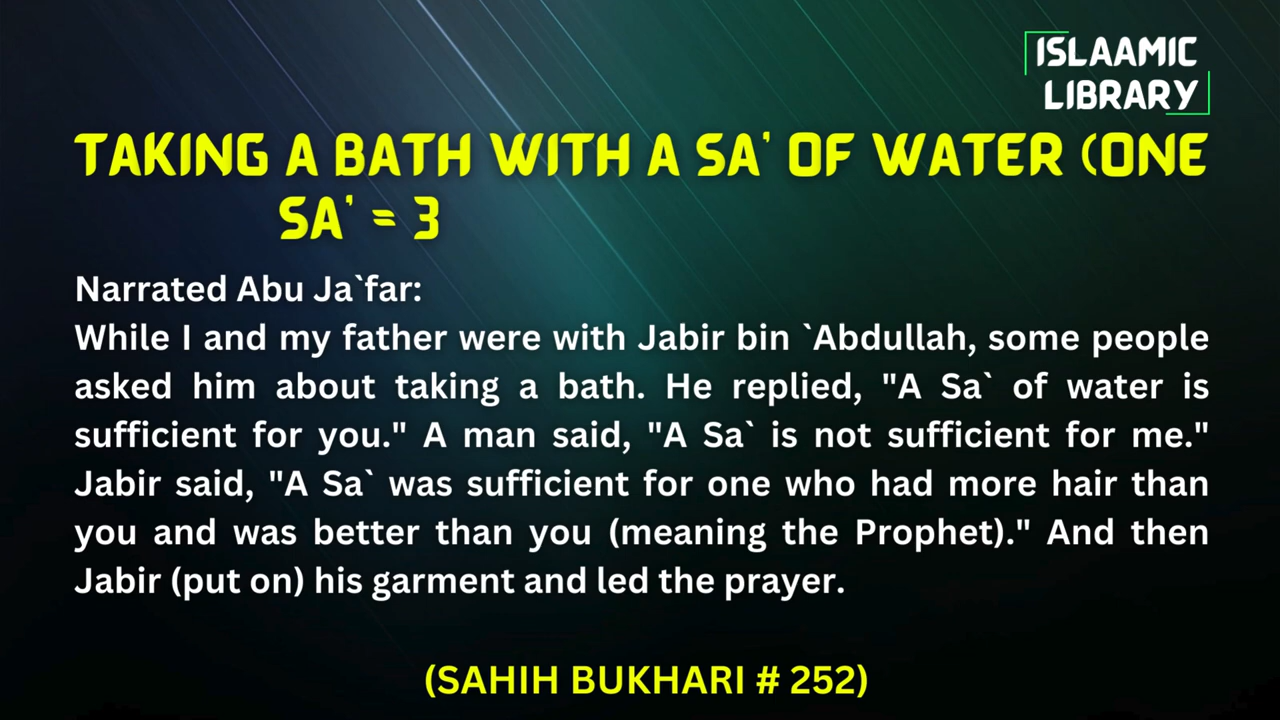 ISLAAMIC
LIBRARY
TAKING A BATH WITH A SA' OF WATER (ONE
SA' = 3
Narrated Abu Ja`far:
While I and my father were with Jabir bin `Abdullah, some people
asked him about taking a bath. He replied, "A Sa` of water is
sufficient for you." A man said, "A Sa` is not sufficient for me."
Jabir said, "A Sa` was sufficient for one who had more hair than
you and was better than you (meaning the Prophet)." And then
Jabir (put on) his garment and led the prayer.
(SAHIH BUKHARI # 252)